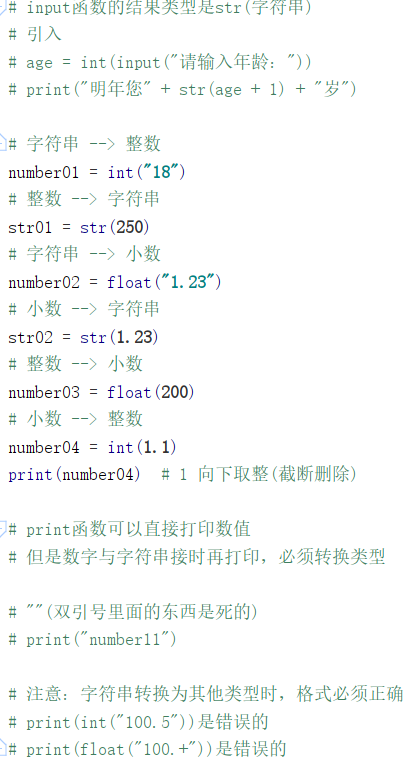 # input函数的结果类型是str(字符串)
# 引入
# age = int(input("请输入年龄: "))
# print("明年您" + str(age + 1) + "岁")
# 字符串 --> 整数
number01 = int("18")
# 整数 --> 字符串
str01 = str(250)
# 字符串 --> 小数
number02 = float("1.23")
# 小数 --> 字符串
str02 = str(1.23)
# 整数 --> 小数
number03 = float(200)
# 小数 --> 整数
number04 = int(1.1)
print(number04)  # 1 向下取整(截断删除)
# print函数可以直接打印数值
# 但是数字与字符串接时再打印, 必须转换类型
# ""(双引号里面的东西是死的)
# print("number11")
# 注意: 字符串转换为其他类型时, 格式必须正确
# print(int("100.5"))是错误的
# print(float("100.+"))是错误的